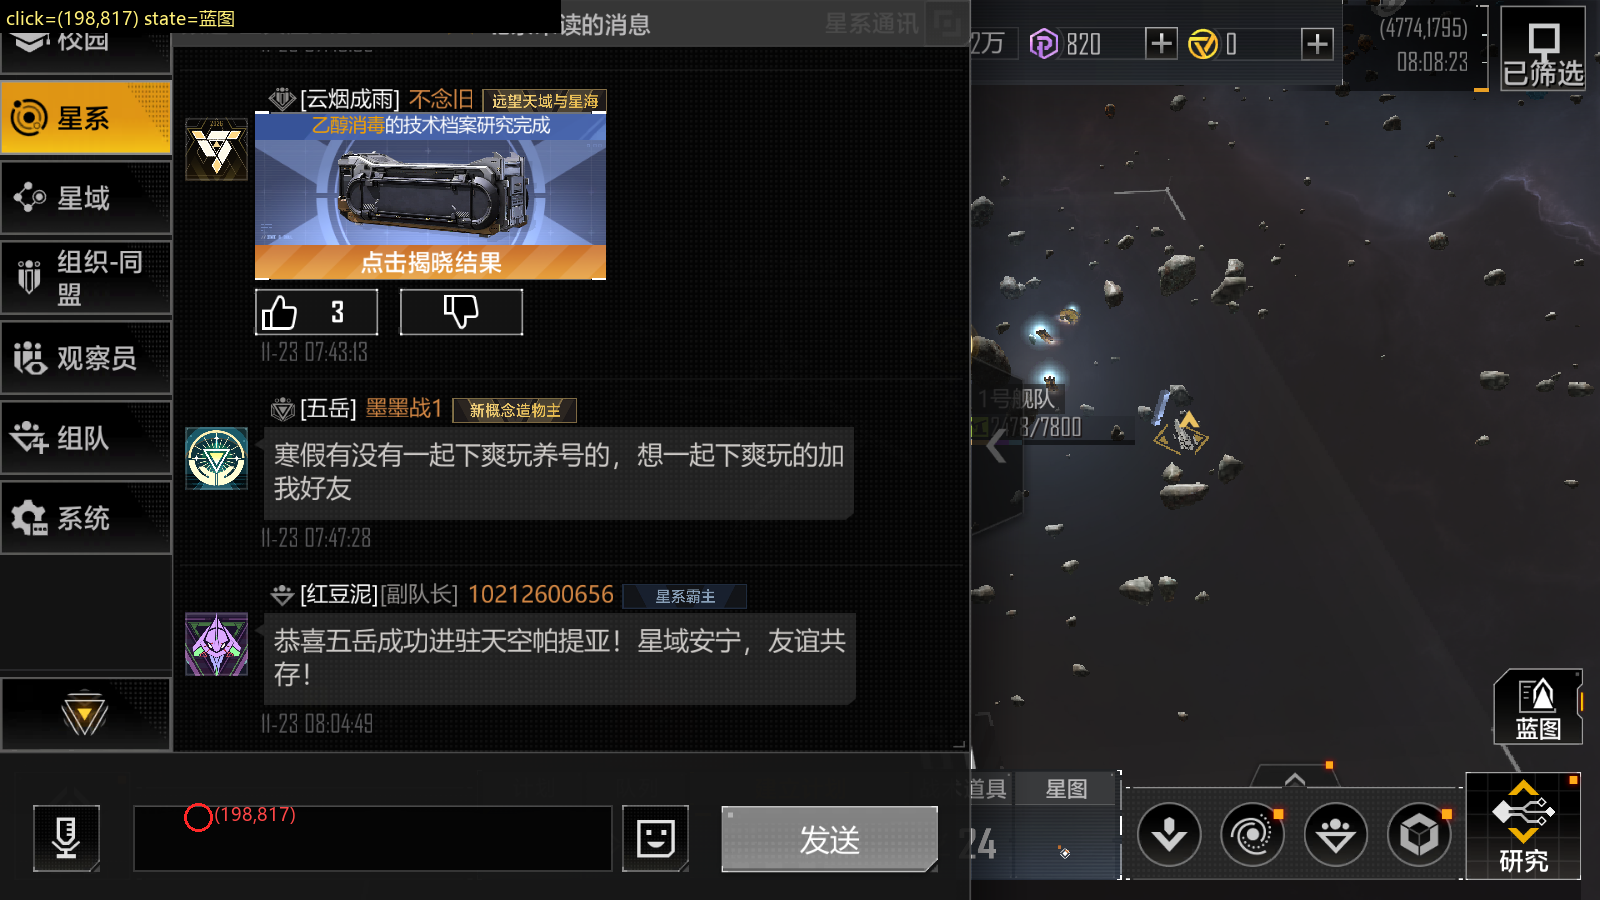 click=(198,817) state=蓝图
读的消息
星系通讯
2万
820
0
(4774,1795)
08:08:23
已筛选
校园
星系
星域
组织-同盟
观察员
组队
系统
[云烟成雨] 不念旧 远望天域与星海
乙醇消毒的技术档案研究完成
点击揭晓结果
3
11-23 07:43:13
[五岳] 墨墨战1 新概念造物主
寒假有没有一起下爽玩养号的，想一起下爽玩的加
我好友
11-23 07:47:28
[红豆泥][副队长] 10212600656 星系霸主
恭喜五岳成功进驻天空帕提亚！星域安宁，友谊共
存！
11-23 08:04:49
1号舰队
/7800
蓝图
道具
星图
24
研究
(198,817)
发送